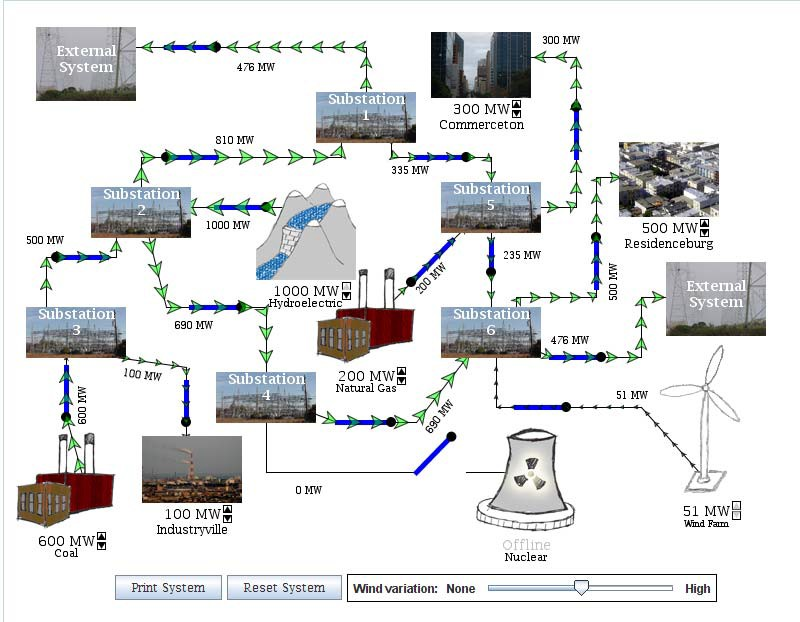 External
System
476 MW
Substation
1
300 MW
300 MW
Commerceton
810 MW
335 MW
Substation
2
1000 MW
Substation
5
500 MW
Residenceburg
500 MW
1000 MW
Hydroelectric
200 MW
235 MW
500 MW
External
System
Substation
3
690 MW
Substation
6
476 MW
100 MW
Substation
4
200 MW
Natural Gas
600 MW
690 MW
51 MW
0 MW
100 MW
Industryville
600 MW
Coal
51 MW
Wind Farm
Offline
Nuclear
Print System
Reset System
Wind variation: None
High